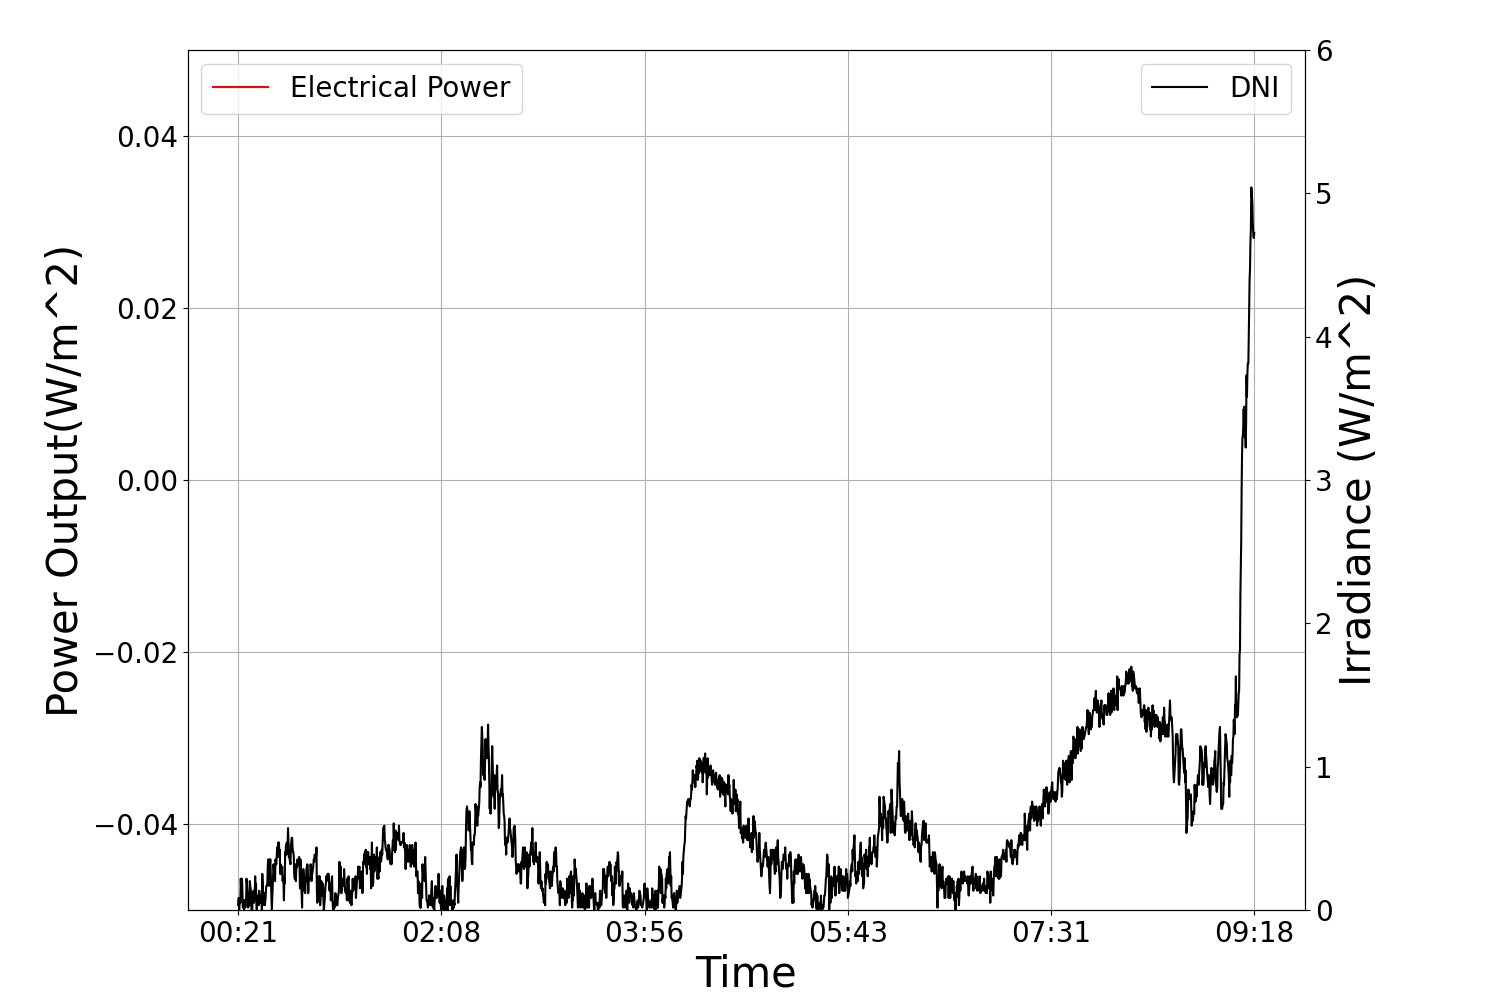 Electrical Power
DNI
Power Output(W/m^2)
0.04
0.02
0.00
−0.02
−0.04
6
5
4
3
2
1
0
Irradiance (W/m^2)
00:21 02:08 03:56 05:43 07:31 09:18
Time